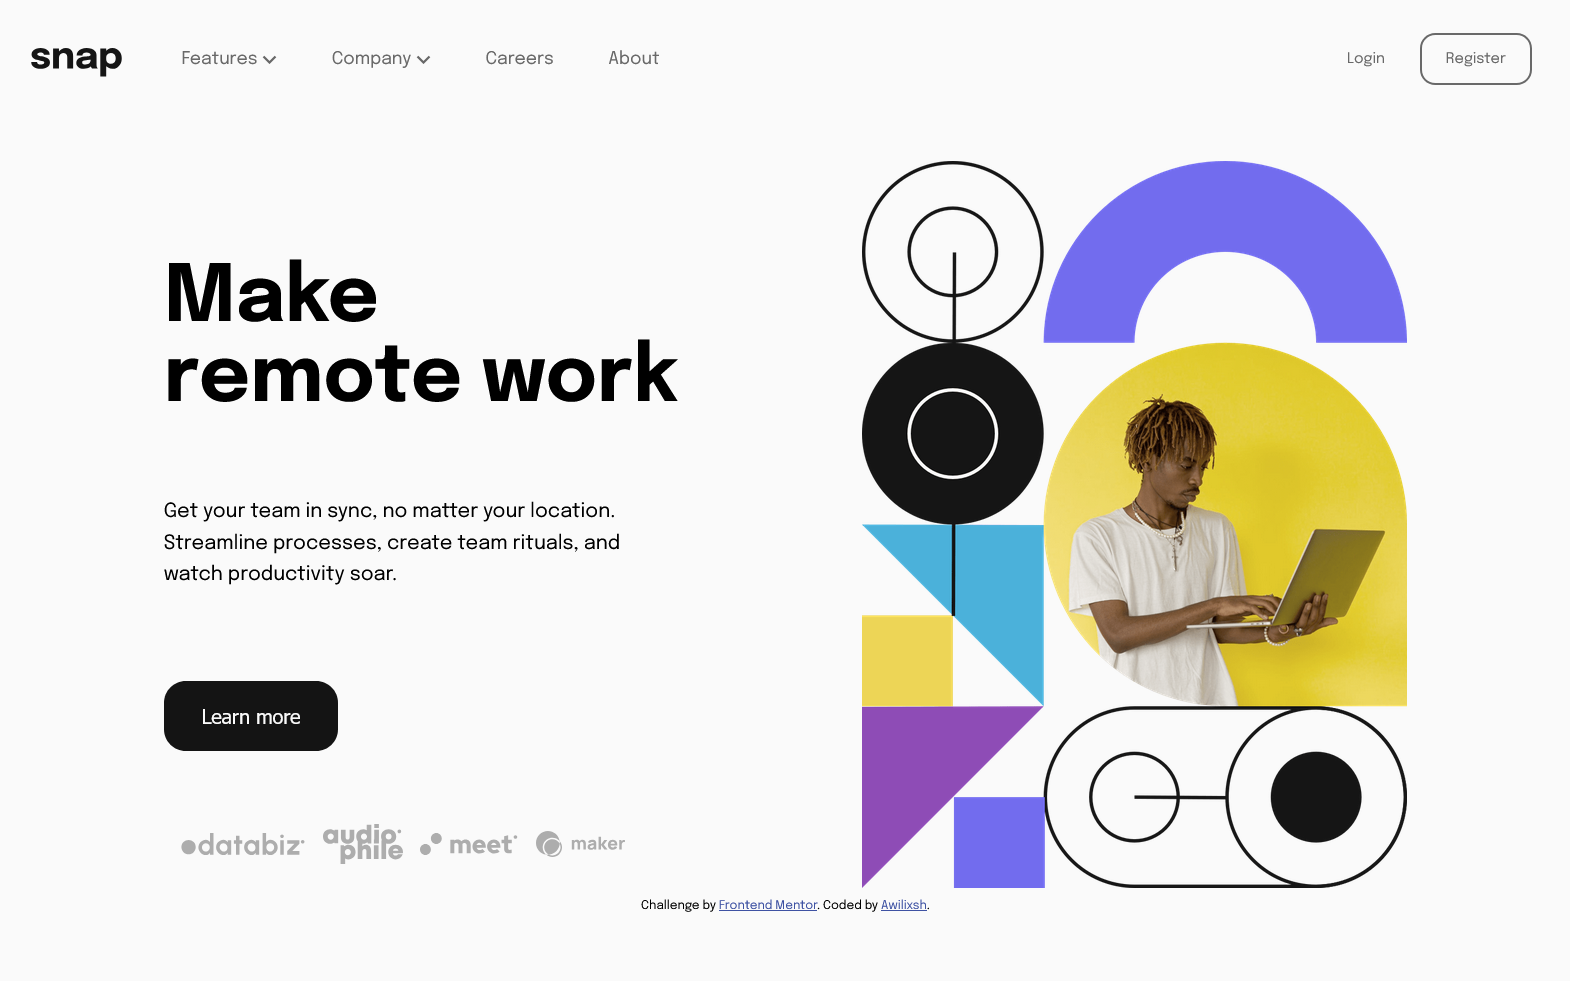 snap
Features
Company
Careers
About
Login
Register
Make
remote work
Get your team in sync, no matter your location.
Streamline processes, create team rituals, and
watch productivity soar.
Learn more
databiz
audio
phile
meet
maker
Challenge by Frontend Mentor. Coded by Awilixsh.